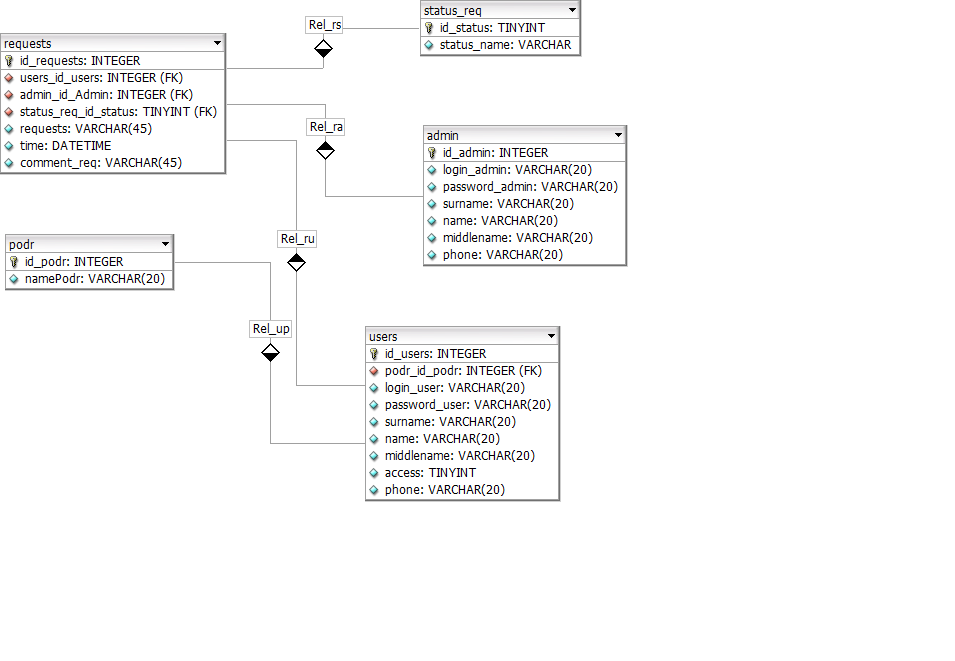 status_req
id_status: TINYINT
status_name: VARCHAR
Rel_rs
requests
id_requests: INTEGER
users_id_users: INTEGER (FK)
admin_id_Admin: INTEGER (FK)
status_req_id_status: TINYINT (FK)
requests: VARCHAR(45)
time: DATETIME
comment_req: VARCHAR(45)
Rel_ra
admin
id_admin: INTEGER
login_admin: VARCHAR(20)
password_admin: VARCHAR(20)
surname: VARCHAR(20)
name: VARCHAR(20)
middlename: VARCHAR(20)
phone: VARCHAR(20)
Rel_ru
podr
id_podr: INTEGER
namePodr: VARCHAR(20)
Rel_up
users
id_users: INTEGER
podr_id_podr: INTEGER (FK)
login_user: VARCHAR(20)
password_user: VARCHAR(20)
surname: VARCHAR(20)
name: VARCHAR(20)
middlename: VARCHAR(20)
access: TINYINT
phone: VARCHAR(20)